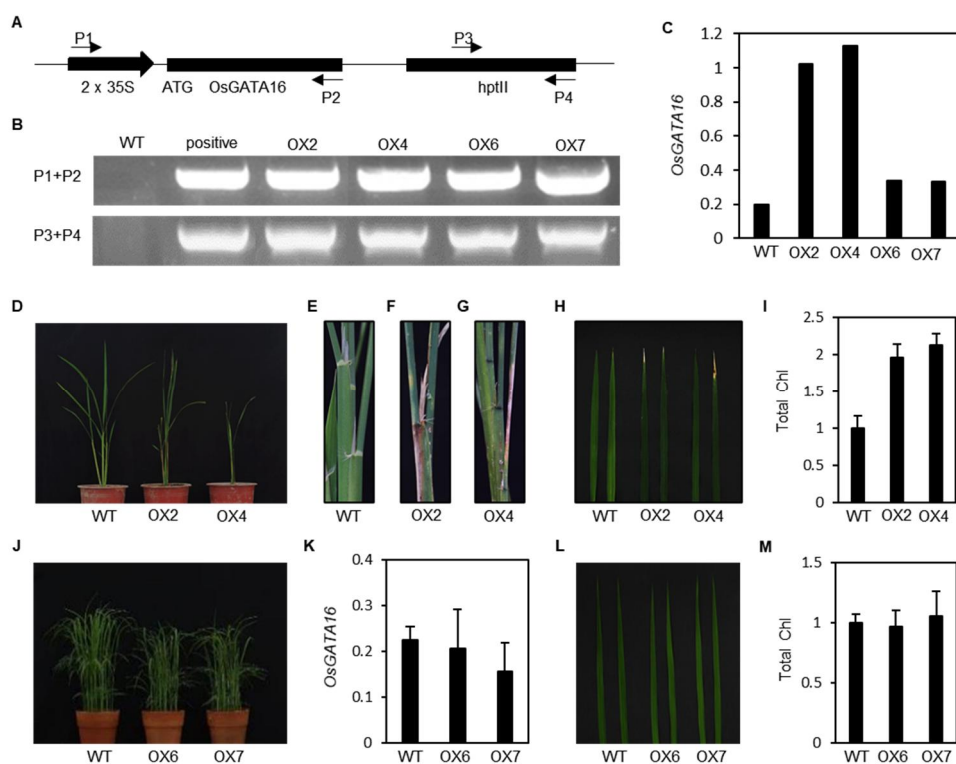 A
P1
P3
2 x 35S
ATG
OsGATA16
P2
hptII
P4
B
WT
positive
OX2
OX4
OX6
OX7
P1+P2
P3+P4
C
OsGATA16
1.2
1
0.8
0.6
0.4
0.2
0
WT
OX2
OX4
OX6
OX7
D
WT
OX2
OX4
E
WT
F
OX2
G
OX4
H
WT
OX2
OX4
I
Total Chl
2.5
2
1.5
1
0.5
0
WT
OX2
OX4
J
WT
OX6
OX7
K
OsGATA16
0.4
0.3
0.2
0.1
0
WT
OX6
OX7
L
WT
OX6
OX7
M
Total Chl
1.5
1
0.5
0
WT
OX6
OX7